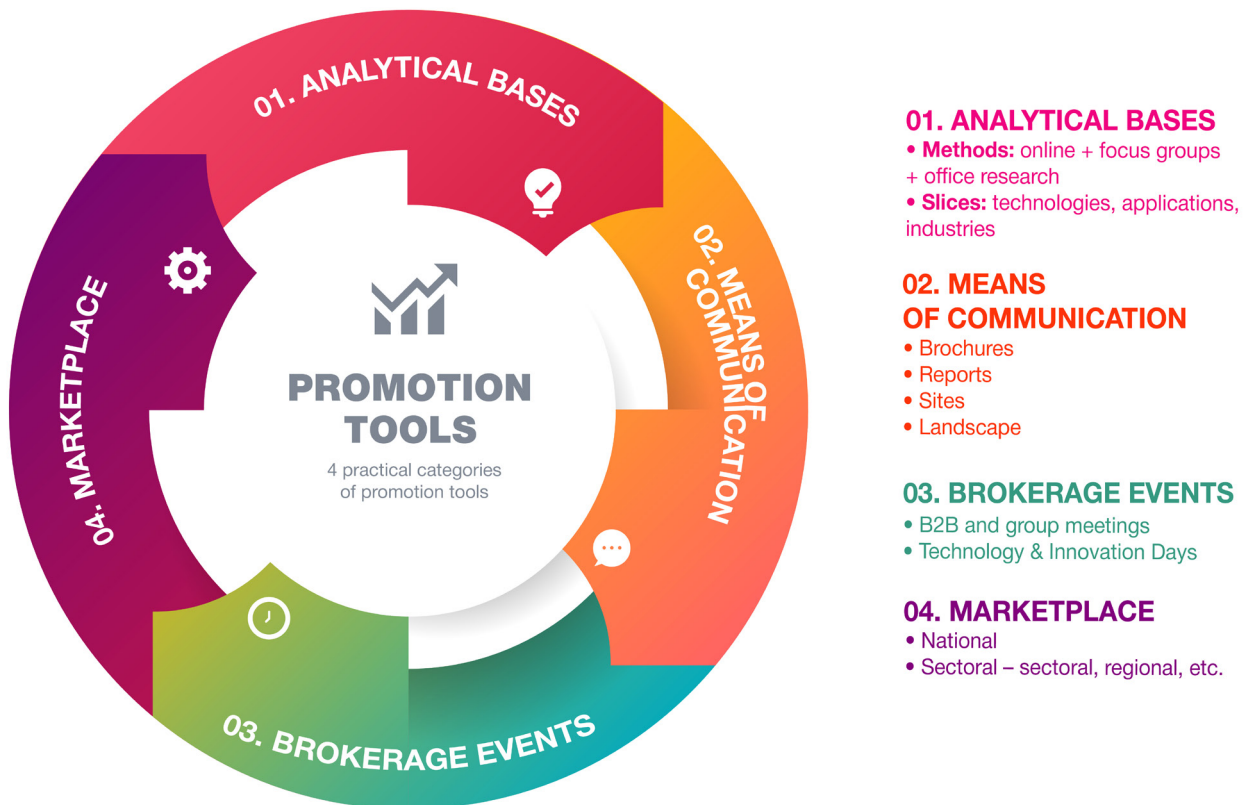 01. ANALYTICAL BASES
02. MEANS OF
COMMUNICATION
03. BROKERAGE EVENTS
04. MARKETPLACE
PROMOTION
TOOLS
4 practical categories
of promotion tools
01. ANALYTICAL BASES
• Methods: online + focus groups
+ office research
• Slices: technologies, applications,
industries
02. MEANS
OF COMMUNICATION
• Brochures
• Reports
• Sites
• Landscape
03. BROKERAGE EVENTS
• B2B and group meetings
• Technology & Innovation Days
04. MARKETPLACE
• National
• Sectoral – sectoral, regional, etc.